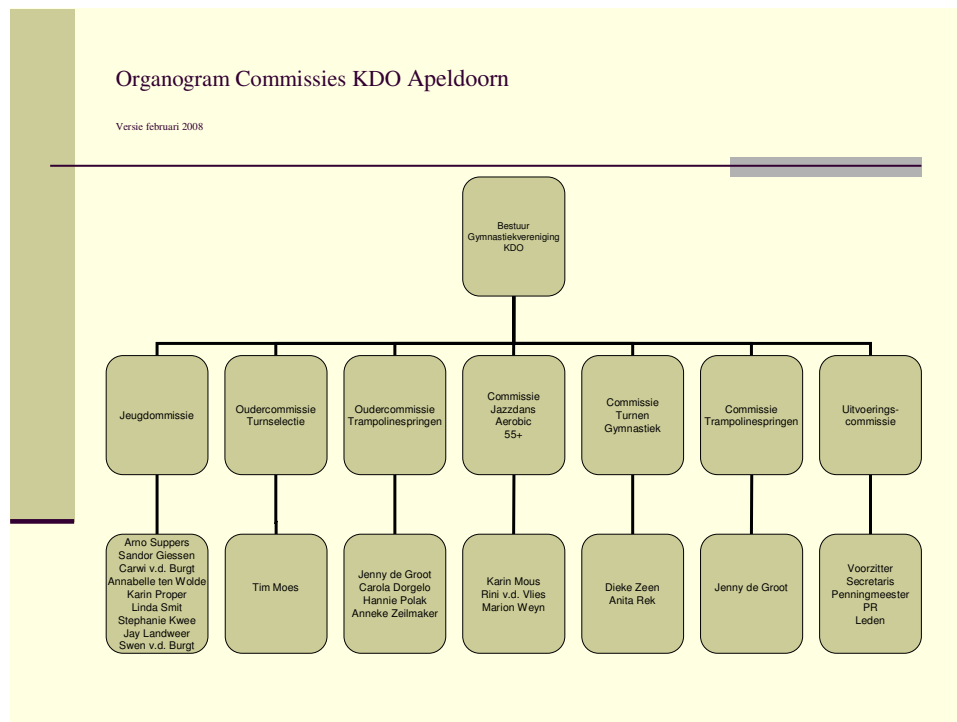 Organogram Commissies KDO Apeldoorn
Versie februari 2008
Bestuur
Gymnastiekvereniging
KDO
Jeugdommissie
Oudercommissie
Turnselectie
Oudercommissie
Trampolinespringen
Commissie
Jazzdans
Aerobic
55+
Commissie
Turnen
Gymnastiek
Commissie
Trampolinespringen
Uitvoerings-
commissie
Arno Suppers
Sandor Giessen
Carwi v.d. Burgt
Annabelle ten Wolde
Karin Proper
Linda Smit
Stephanie Kwee
Jay Landweer
Swen v.d. Burgt
Tim Moes
Jenny de Groot
Carola Dorgelo
Hannie Polak
Anneke Zeilmaker
Karin Mous
Rini v.d. Vlies
Marion Weyn
Dieke Zeen
Anita Rek
Jenny de Groot
Voorzitter
Secretaris
Penningmeester
PR
Leden